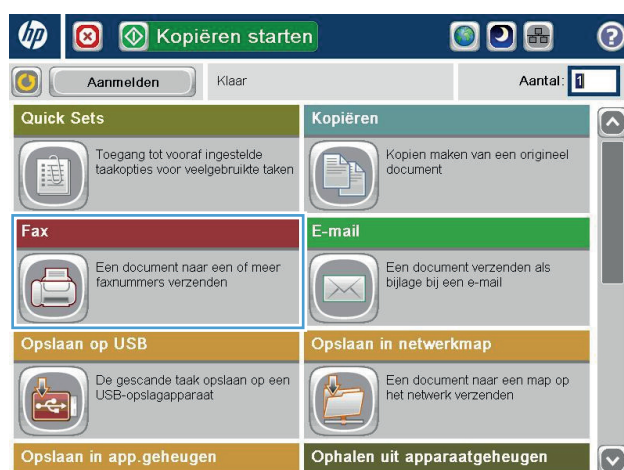 hp Kopiëren starten ?
Aanmelden Klaar Aantal: 1
Quick Sets
Toegang tot vooraf ingestelde
taakopties voor veelgebruikte taken
Kopiëren
Kopien maken van een origineel
document
Fax
Een document naar een of meer
faxnummers verzenden
E-mail
Een document verzenden als
bijlage bij een e-mail
Opslaan op USB
De gescande taak opslaan op een
USB-opslagapparaat
Opslaan in netwerkmap
Een document naar een map op
het netwerk verzenden
Opslaan in app.geheugen
Ophalen uit apparaatgeheugen